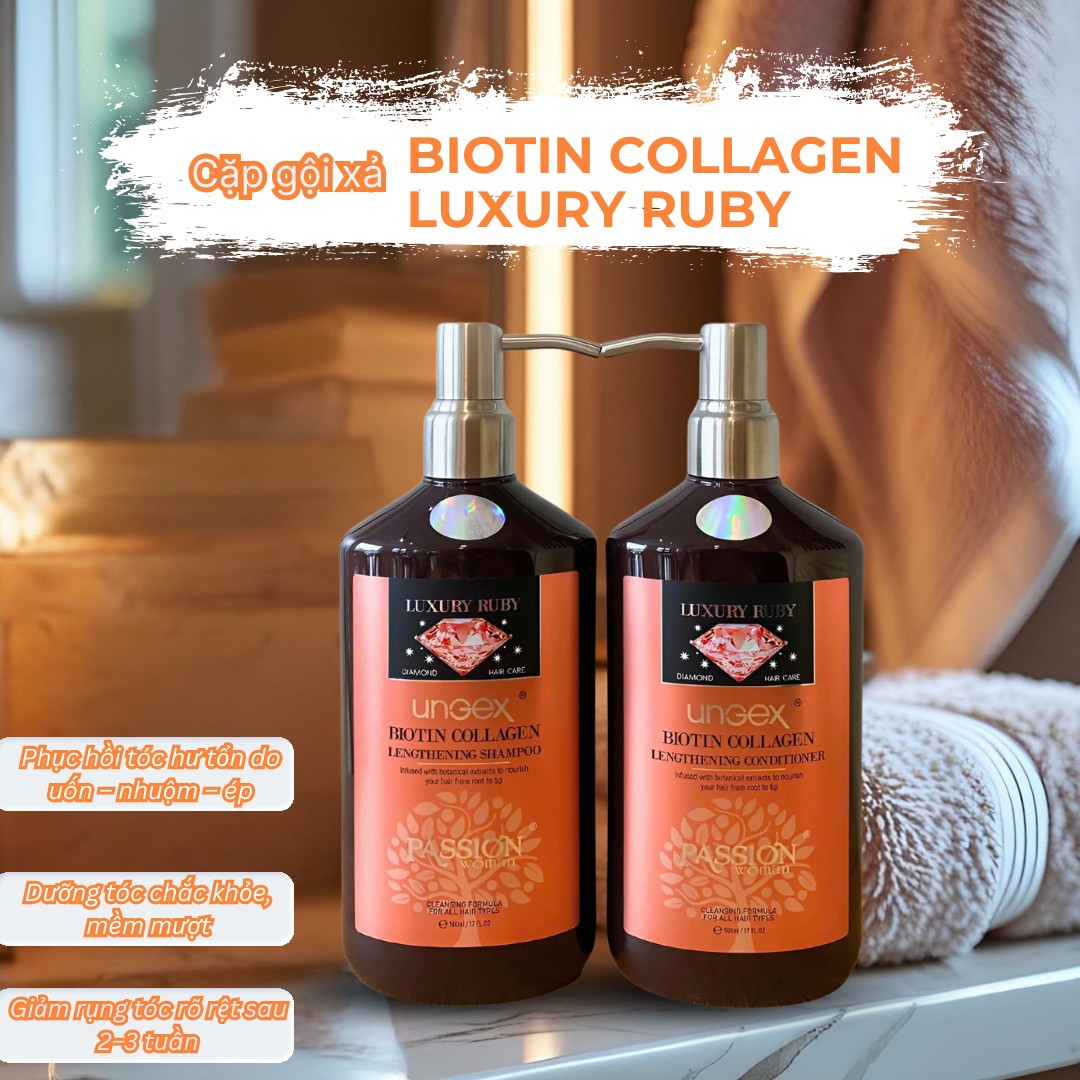 Cặp gội xả
BIOTIN COLLAGEN
LUXURY RUBY
LUXURY RUBY
DIAMOND HAIR CARE
unGex®
BIOTIN COLLAGEN
LENGTHENING SHAMPOO
Infused with botanical extracts to nourish
your hair from root to tip
PASSION®
woman
CLEANSING FORMULA
FOR ALL HAIR TYPES
℮ 500ml / 17 FL OZ
LUXURY RUBY
DIAMOND HAIR CARE
unGex®
BIOTIN COLLAGEN
LENGTHENING CONDITIONER
Infused with botanical extracts to nourish
your hair from root to tip
PASSION®
woman
CLEANSING FORMULA
FOR ALL HAIR TYPES
℮ 500ml / 17 FL OZ
Phục hồi tóc hư tổn do
uốn – nhuộm – ép
Dưỡng tóc chắc khỏe,
mềm mượt
Giảm rụng tóc rõ rệt sau
2-3 tuần